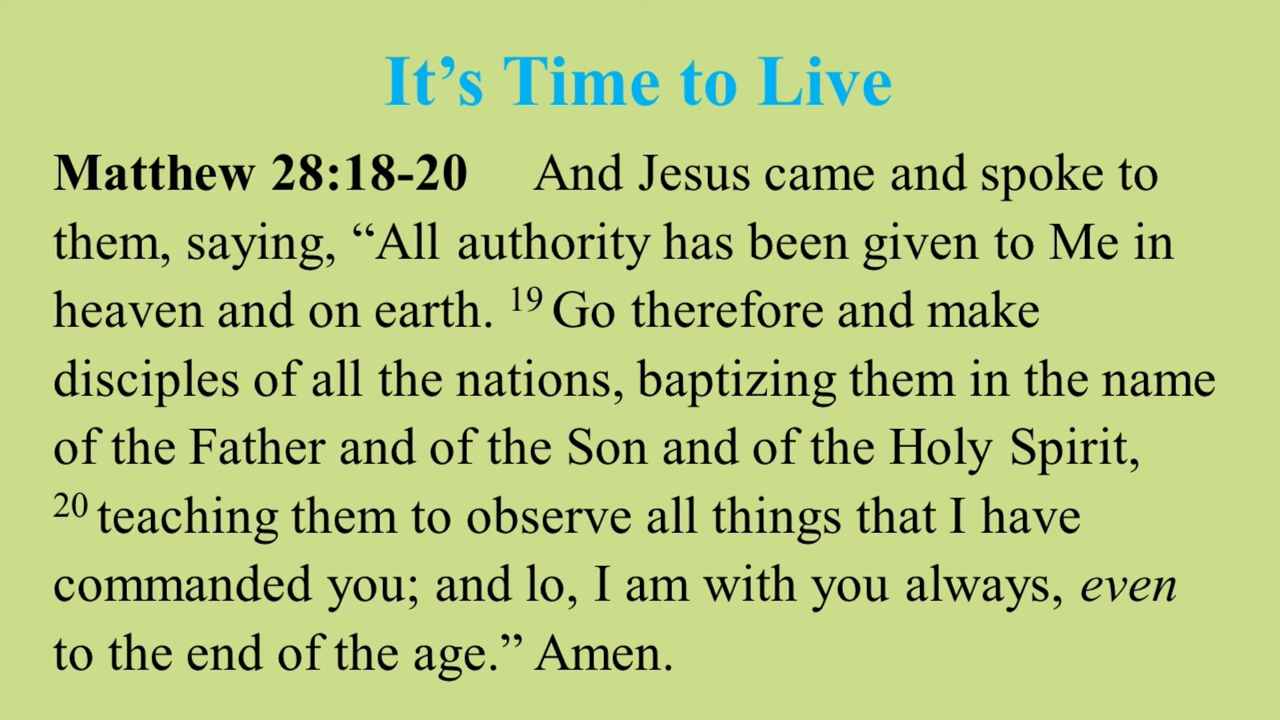 It’s Time to Live
Matthew 28:18-20 And Jesus came and spoke to
them, saying, “All authority has been given to Me in
heaven and on earth. 19 Go therefore and make
disciples of all the nations, baptizing them in the name
of the Father and of the Son and of the Holy Spirit,
20 teaching them to observe all things that I have
commanded you; and lo, I am with you always, even
to the end of the age.” Amen.